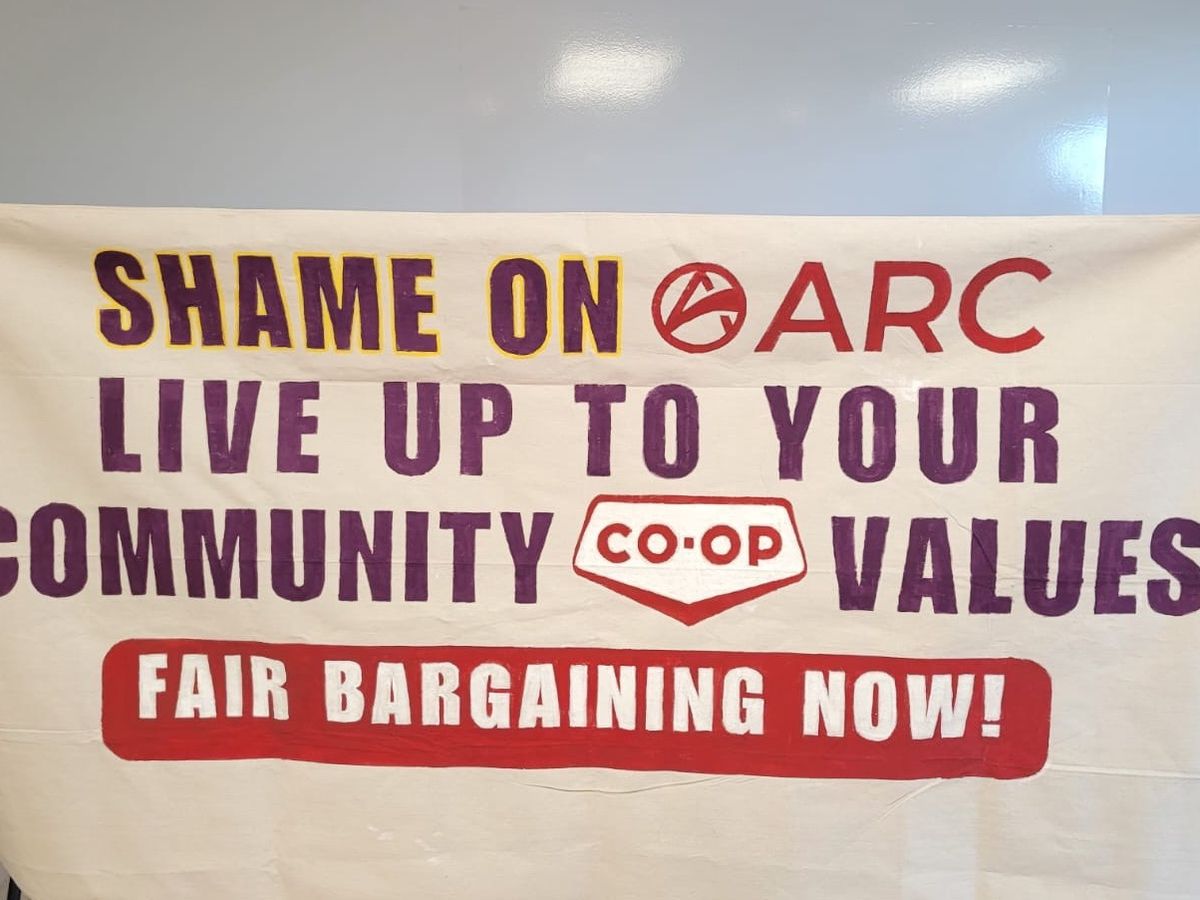 SHAME ON ARC
LIVE UP TO YOUR
COMMUNITY CO-OP VALUES
FAIR BARGAINING NOW!